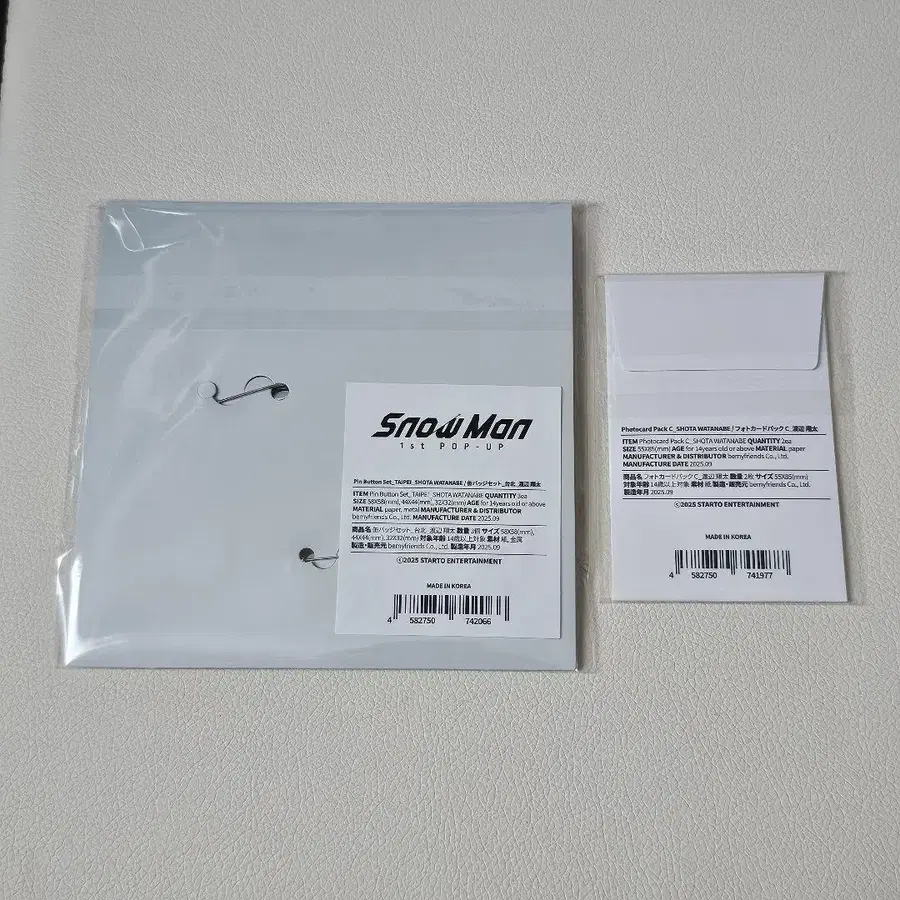 Snow Man
1st POP-UP
Pin Button Set_TAIPEI_SHOTA WATANABE / 缶バッジセット_台北_渡辺 翔太
ITEM Pin Button Set_TAIPEI_SHOTA WATANABE QUANTITY 3ea
SIZE 58X58(mm), 44X44(mm), 32X32(mm) AGE for 14years old or above
MATERIAL paper, metal MANUFACTURER & DISTRIBUTOR
bemyfriends Co., Ltd. MANUFACTURE DATE 2025.09
商品名 缶バッジセット_台北_渡辺 翔太 数量 3個 サイズ 58X58(mm),
44X44(mm), 32X32(mm) 対象年齢 14歳以上対象 素材 紙, 金属
製造・販売元 bemyfriends Co., Ltd. 製造年月 2025.09
©2025 STARTO ENTERTAINMENT
MADE IN KOREA
4 582750 742066
Photocard Pack C_SHOTA WATANABE / フォトカードパック C_渡辺 翔太
ITEM Photocard Pack C_SHOTA WATANABE QUANTITY 2ea
SIZE 55X85(mm) AGE for 14years old or above MATERIAL paper
MANUFACTURER & DISTRIBUTOR bemyfriends Co., Ltd.
MANUFACTURE DATE 2025.09
商品名 フォトカードパック C_渡辺 翔太 数量 2枚 サイズ 55X85(mm)
対象年齢 14歳以上対象 素材 紙 製造・販売元 bemyfriends Co., Ltd.
製造年月 2025.09
©2025 STARTO ENTERTAINMENT
MADE IN KOREA
4 582750 741977